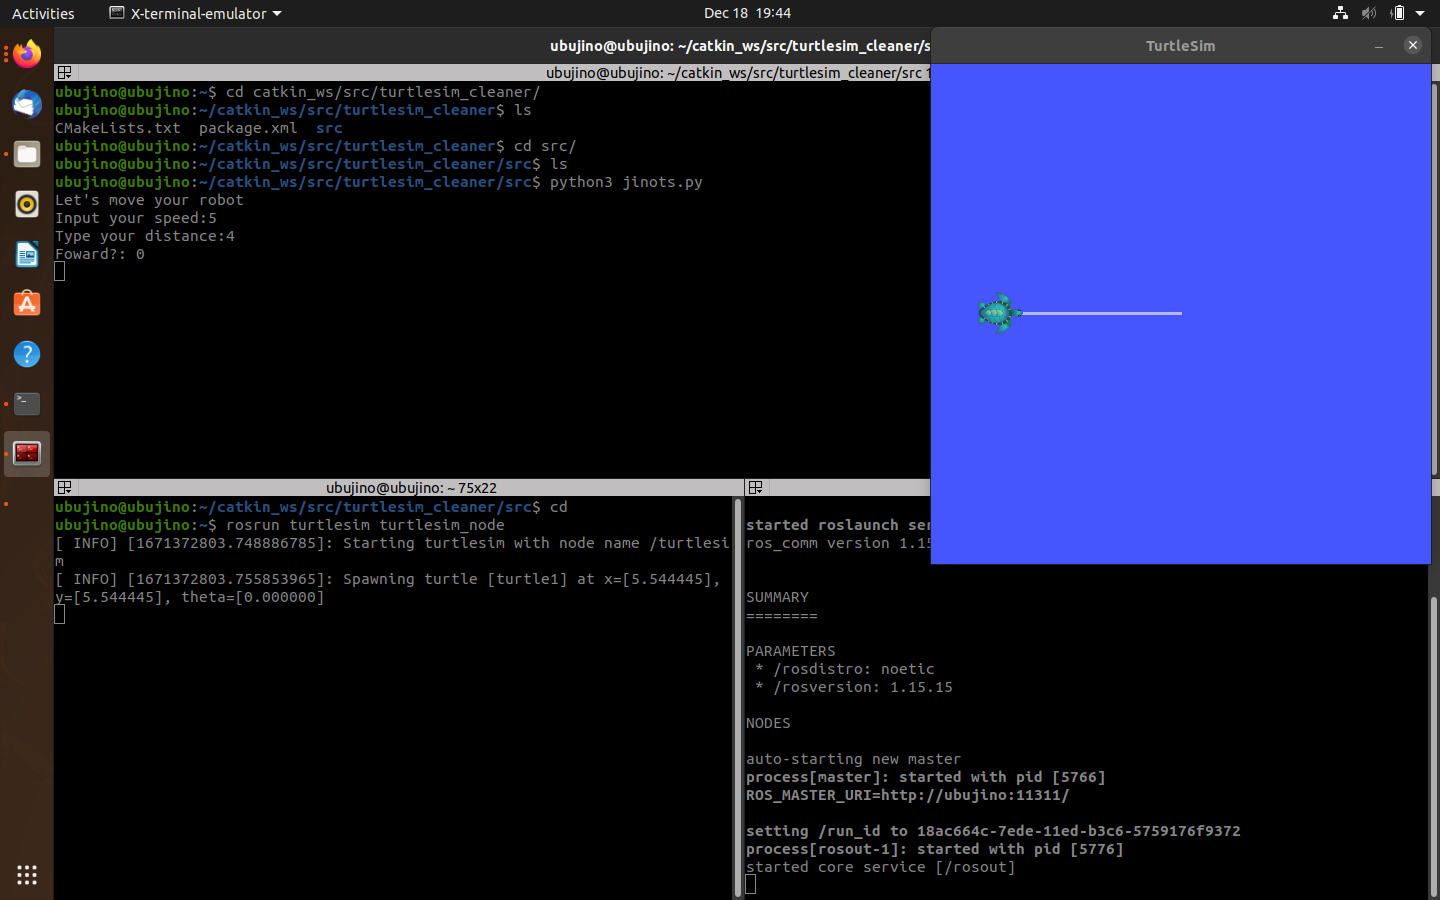 Activities
X-terminal-emulator
Dec 18 19:44
ubujino@ubujino: ~/catkin_ws/src/turtlesim_cleaner/s
ubujino@ubujino: ~/catkin_ws/src/turtlesim_cleaner/src 1
ubujino@ubujino:~$ cd catkin_ws/src/turtlesim_cleaner/
ubujino@ubujino:~/catkin_ws/src/turtlesim_cleaner$ ls
CMakeLists.txt  package.xml  src
ubujino@ubujino:~/catkin_ws/src/turtlesim_cleaner$ cd src/
ubujino@ubujino:~/catkin_ws/src/turtlesim_cleaner/src$ ls
ubujino@ubujino:~/catkin_ws/src/turtlesim_cleaner/src$ python3 jinots.py
Let's move your robot
Input your speed:5
Type your distance:4
Foward?: 0
TurtleSim
ubujino@ubujino: ~ 75x22
ubujino@ubujino:~/catkin_ws/src/turtlesim_cleaner/src$ cd
ubujino@ubujino:~$ rosrun turtlesim turtlesim_node
[ INFO] [1671372803.748886785]: Starting turtlesim with node name /turtlesi
m
[ INFO] [1671372803.755853965]: Spawning turtle [turtle1] at x=[5.544445],
y=[5.544445], theta=[0.000000]
started roslaunch ser
ros_comm version 1.15
SUMMARY
========
PARAMETERS
* /rosdistro: noetic
* /rosversion: 1.15.15
NODES
auto-starting new master
process[master]: started with pid [5766]
ROS_MASTER_URI=http://ubujino:11311/
setting /run_id to 18ac664c-7ede-11ed-b3c6-5759176f9372
process[rosout-1]: started with pid [5776]
started core service [/rosout]